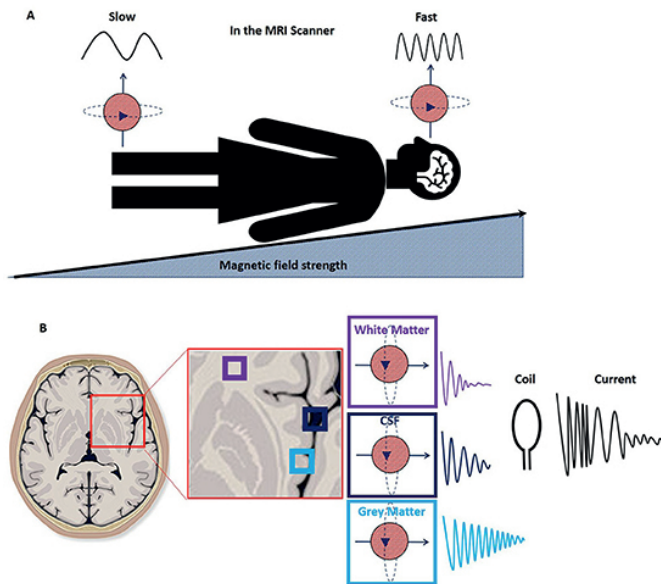 A
Slow
In the MRI Scanner
Fast
Magnetic field strength
B
White Matter
CSF
Grey Matter
Coil
Current